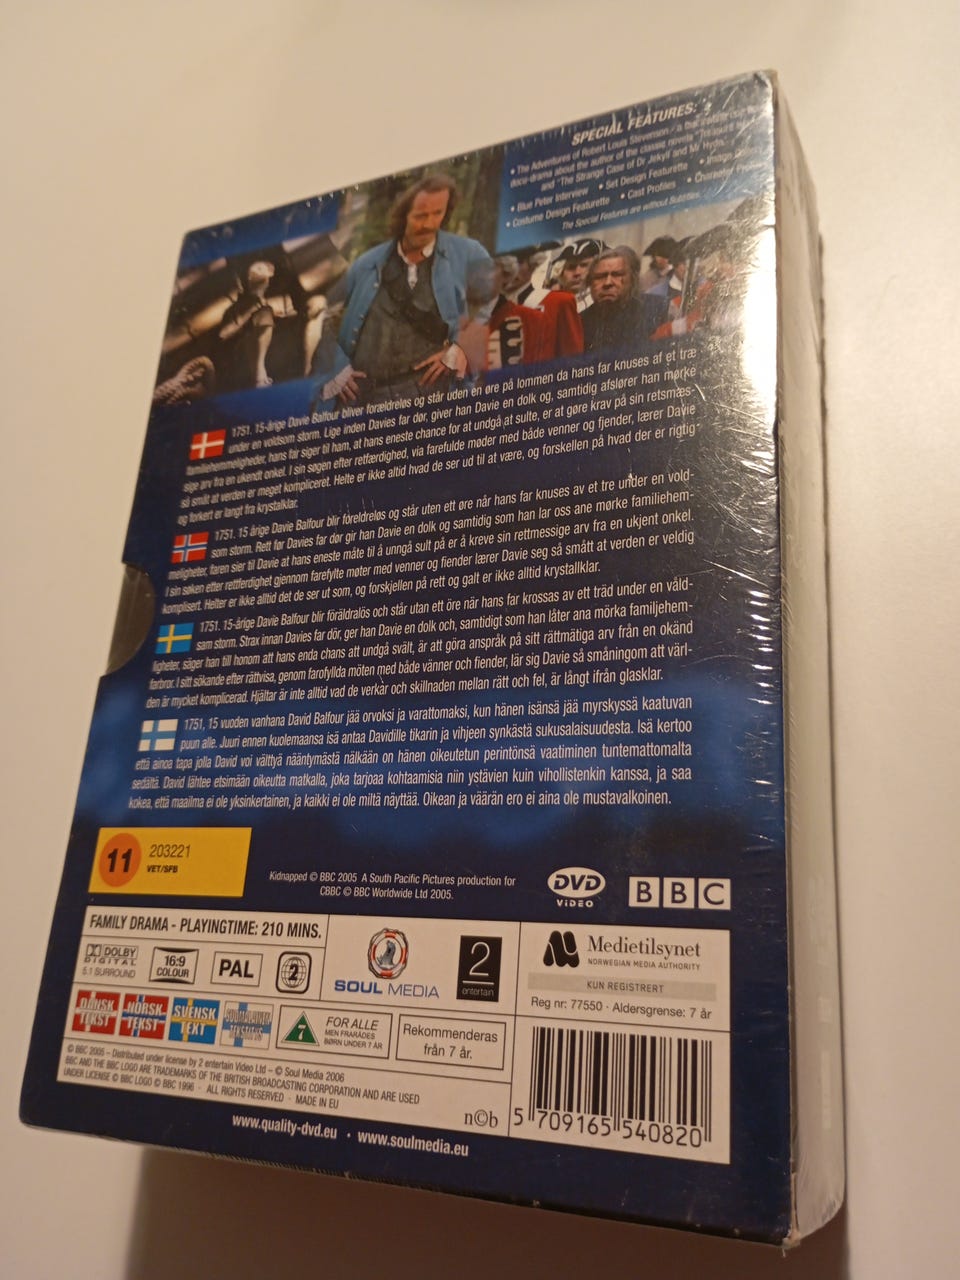 SPECIAL FEATURES:
• The Adventures of Robert Louis Stevenson - a
docu-drama about the author of the classic novels "Treasure
and "The Strange Case of Dr Jekyll and Mr Hyde
• Blue Peter Interview • Set Design Featurette • Image
• Costume Design Featurette • Cast Profiles • Character
The Special Features are without Subtitles.
1751. 15-årige Davie Balfour bliver forældreløs og står uden en øre på lommen da hans far knuses af et træ
under en voldsom storm. Lige inden Davies far dør, giver han Davie en dolk og, samtidig afslører han mørke
familiehemmeligheder, hans far siger til ham, at hans eneste chance for at undgå at sulte, er at gøre krav på sin retsmæs-
sige arv fra en ukendt onkel. I sin søgen efter retfærdighed, via farefulde møder med både venner og fjender, lærer Davie
så småt at verden er meget kompliceret. Helte er ikke altid hvad de ser ud til at være, og forskellen på hvad der er rigtig
og forkert er langt fra krystalklar.
1751. 15 årige Davie Balfour blir foreldreløs og står uten ett øre når hans far knuses av et tre under en vold-
som storm. Rett før Davies far dør gir han Davie en dolk og samtidig som han lar oss ane mørke familiehem-
meligheter, faren sier til Davie at hans eneste måte til å unngå sult på er å kreve sin rettmessige arv fra en ukjent onkel.
I sin søken efter rettferdighet gjennom farefylte møter med venner og fiender lærer Davie seg så smått at verden er veldig
komplisert. Helter er ikke alltid det de ser ut som, og forskjellen på rett og galt er ikke alltid krystallklar.
1751. 15-årige Davie Balfour blir föräldralös och står utan ett öre när hans far krossas av ett träd under en våld-
sam storm. Strax innan Davies far dör, ger han Davie en dolk och, samtidigt som han låter ana mörka familjehem-
ligheter, säger han till honom att hans enda chans att undgå svält, är att göra anspråk på sitt rättmätiga arv från en okänd
farbror. I sitt sökande efter rättvisa, genom farofyllda möten med både vänner och fiender, lär sig Davie så småningom att värl-
den är mycket komplicerad. Hjältar är inte alltid vad de verkar och skillnaden mellan rätt och fel, är långt ifrån glasklar.
1751, 15 vuoden vanhana David Balfour jää orvoksi ja varattomaksi, kun hänen isänsä jää myrskyssä kaatuvan
puun alle. Juuri ennen kuolemaansa isä antaa Davidille tikarin ja vihjeen synkästä sukusalaisuudesta. Isä kertoo
että ainoa tapa jolla David voi välttyä nääntymästä nälkään on hänen oikeutetun perintönsä vaatiminen tuntemattomalta
sedältä. David lähtee etsimään oikeutta matkalla, joka tarjoaa kohtaamisia niin ystävien kuin vihollistenkin kanssa, ja saa
kokea, että maailma ei ole yksinkertainen, ja kaikki ei ole miltä näyttää. Oikean ja väärän ero ei aina ole mustavalkoinen.
11 203221
VET/SFB
Kidnapped © BBC 2005 A South Pacific Pictures production for
CBBC © BBC Worldwide Ltd 2005.
DVD
VIDEO
BBC
FAMILY DRAMA - PLAYINGTIME: 210 MINS.
DOLBY
DIGITAL
5.1 SURROUND
16:9
COLOUR
PAL
2
SOUL MEDIA
2
entertain
Medietilsynet
NORWEGIAN MEDIA AUTHORITY
KUN REGISTRERT
Reg nr: 77550 · Aldersgrense: 7 år
DANSK
TEKST
NORSK
TEKST
SVENSK
TEXT
SUOMALAINEN
TEKSTITYS
7
FOR ALLE
MEN FRARÅDES
BØRN UNDER 7 ÅR
Rekommenderas
från 7 år.
© BBC 2005 – Distributed under license by 2 entertain Video Ltd – © Soul Media 2006
BBC AND THE BBC LOGO ARE TRADEMARKS OF THE BRITISH BROADCASTING CORPORATION AND ARE USED
UNDER LICENSE © BBC LOGO © BBC 1996 · ALL RIGHTS RESERVED · MADE IN EU
n©b
5 709165 540820
www.quality-dvd.eu • www.soulmedia.eu